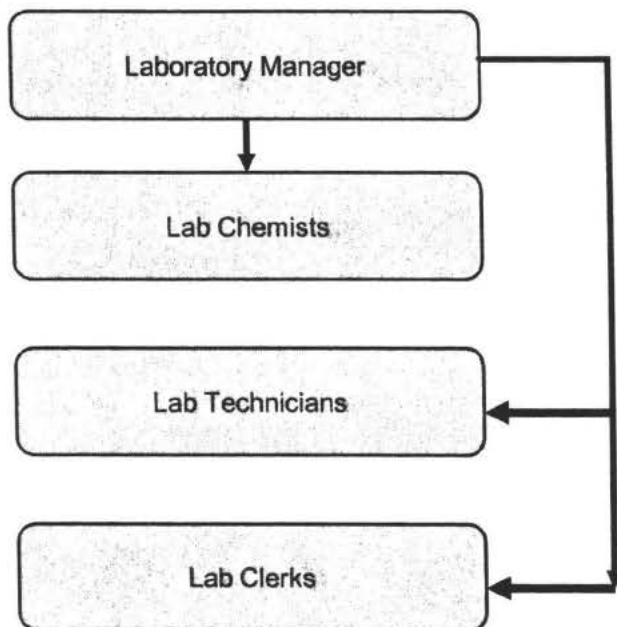 Laboratory Manager
Lab Chemists
Lab Technicians
Lab Clerks